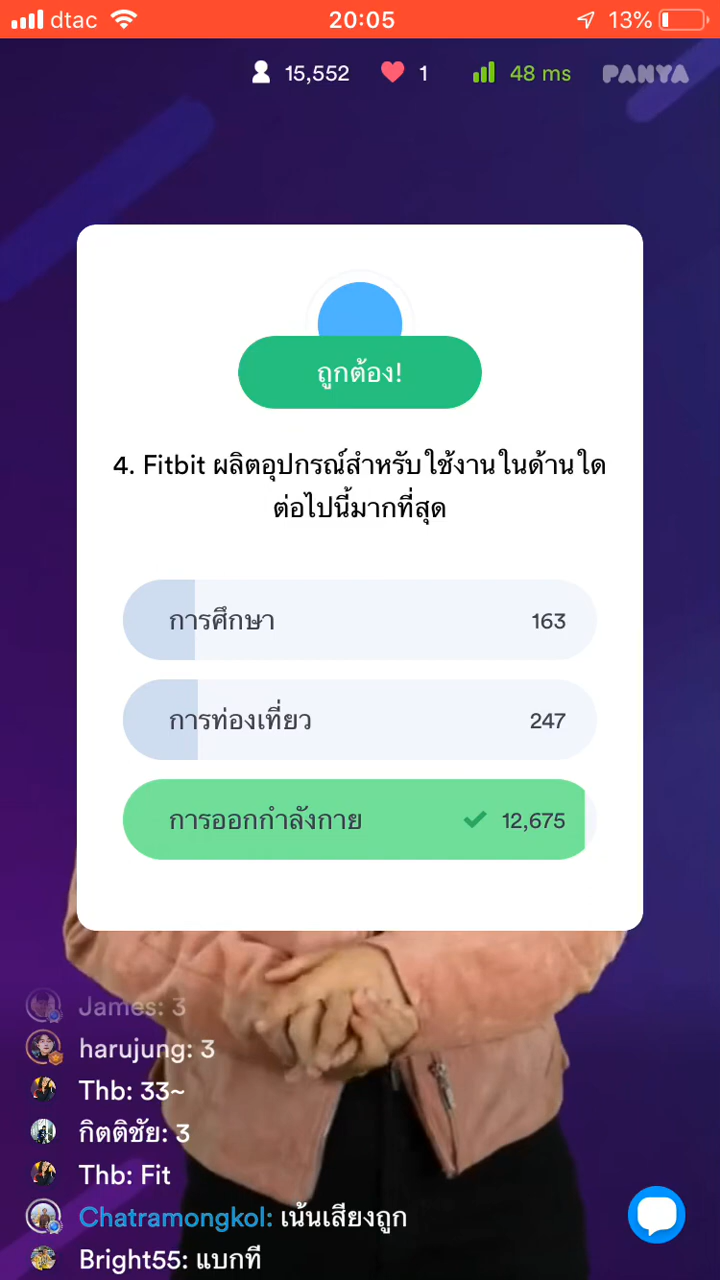 dtac 20:05 13%
15,552 1 48 ms PANYA
ถูกต้อง!
4. Fitbit ผลิตอุปกรณ์สำหรับใช้งานในด้านใด
ต่อไปนี้มากที่สุด
การศึกษา 163
การท่องเที่ยว 247
การออกกำลังกาย 12,675
James: 3
harujung: 3
Thb: 33~
กิตติชัย: 3
Thb: Fit
Chatramongkol: เน้นเสียงถูก
Bright55: แบกที